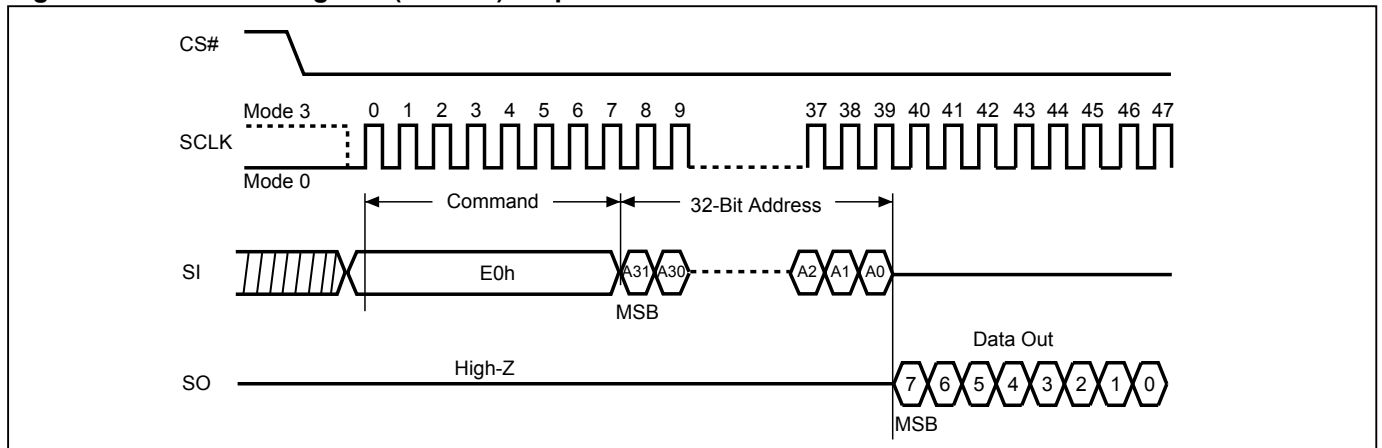 CS#
Mode 3
0 1 2 3 4 5 6 7 8 9 37 38 39 40 41 42 43 44 45 46 47
SCLK
Mode 0
Command
32-Bit Address
SI
E0h
A31 A30 A2 A1 A0
MSB
Data Out
High-Z
SO
7 6 5 4 3 2 1 0
MSB